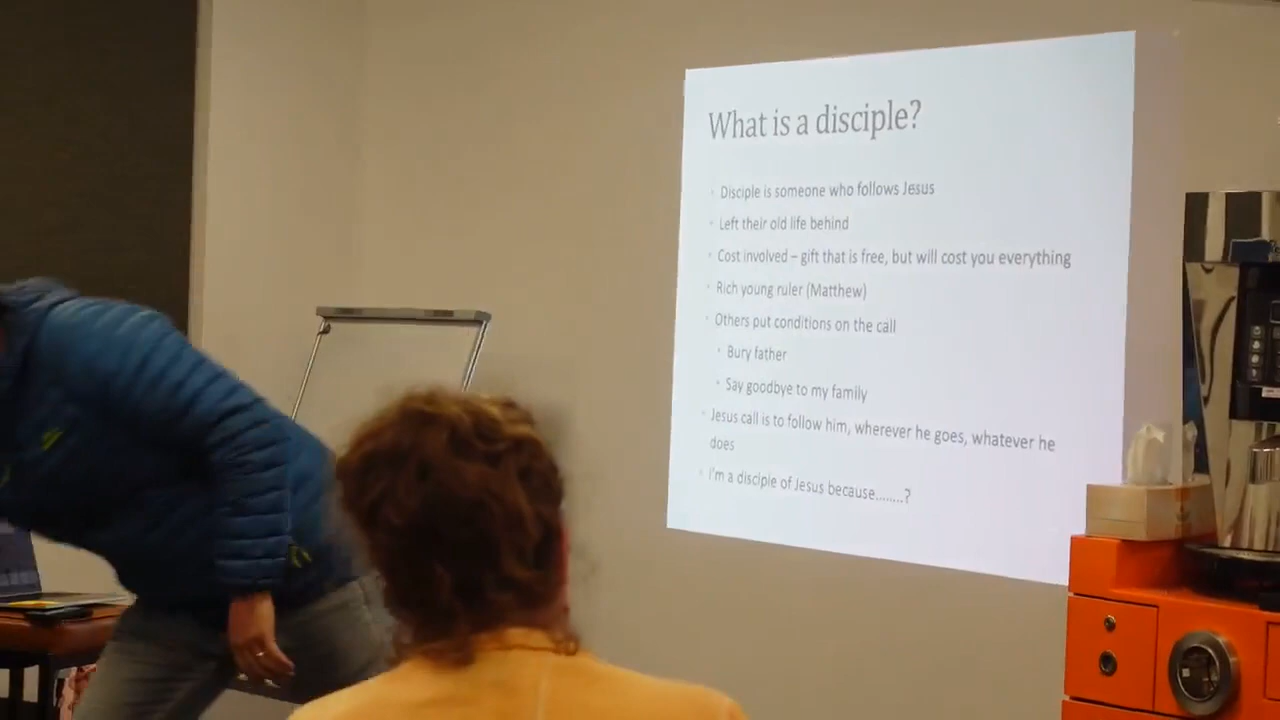 What is a disciple?
Disciple is someone who follows Jesus
Left their old life behind
Cost involved – gift that is free, but will cost you everything
Rich young ruler (Matthew)
Others put conditions on the call
Bury father
Say goodbye to my family
Jesus call is to follow him, wherever he goes, whatever he
does
I'm a disciple of Jesus because........?